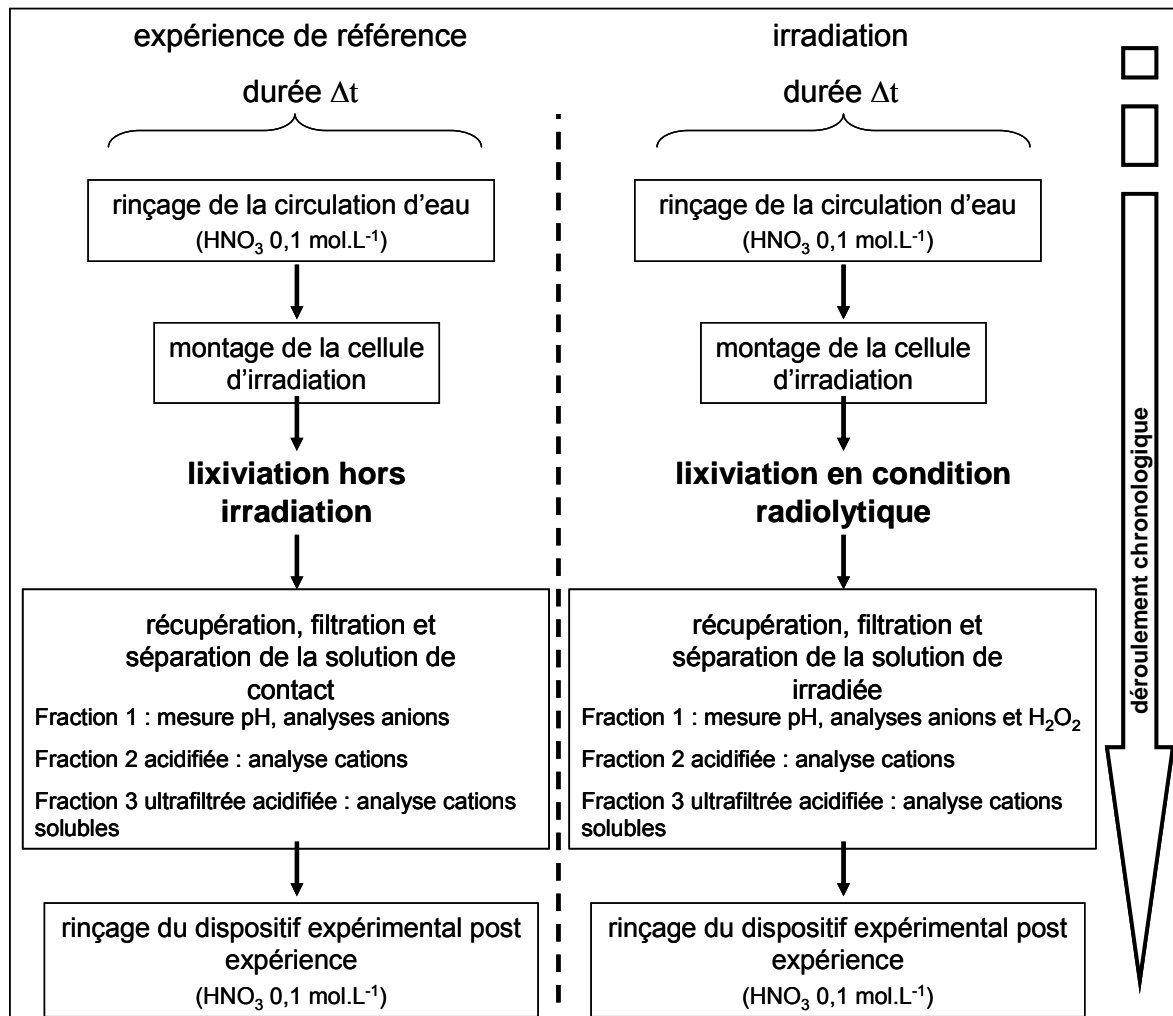 expérience de référence
durée Δt
rinçage de la circulation d'eau
(HNO3 0,1 mol.L-1)
montage de la cellule
d'irradiation
lixiviation hors
irradiation
récupération, filtration et
séparation de la solution de
contact
Fraction 1 : mesure pH, analyses anions
Fraction 2 acidifiée : analyse cations
Fraction 3 ultrafiltrée acidifiée : analyse cations
solubles
rinçage du dispositif expérimental post
expérience
(HNO3 0,1 mol.L-1)
irradiation
durée Δt
rinçage de la circulation d'eau
(HNO3 0,1 mol.L-1)
montage de la cellule
d'irradiation
lixiviation en condition
radiolytique
récupération, filtration et
séparation de la solution de
irradiée
Fraction 1 : mesure pH, analyses anions et H2O2
Fraction 2 acidifiée : analyse cations
Fraction 3 ultrafiltrée acidifiée : analyse cations
solubles
rinçage du dispositif expérimental post
expérience
(HNO3 0,1 mol.L-1)
déroulement chronologique